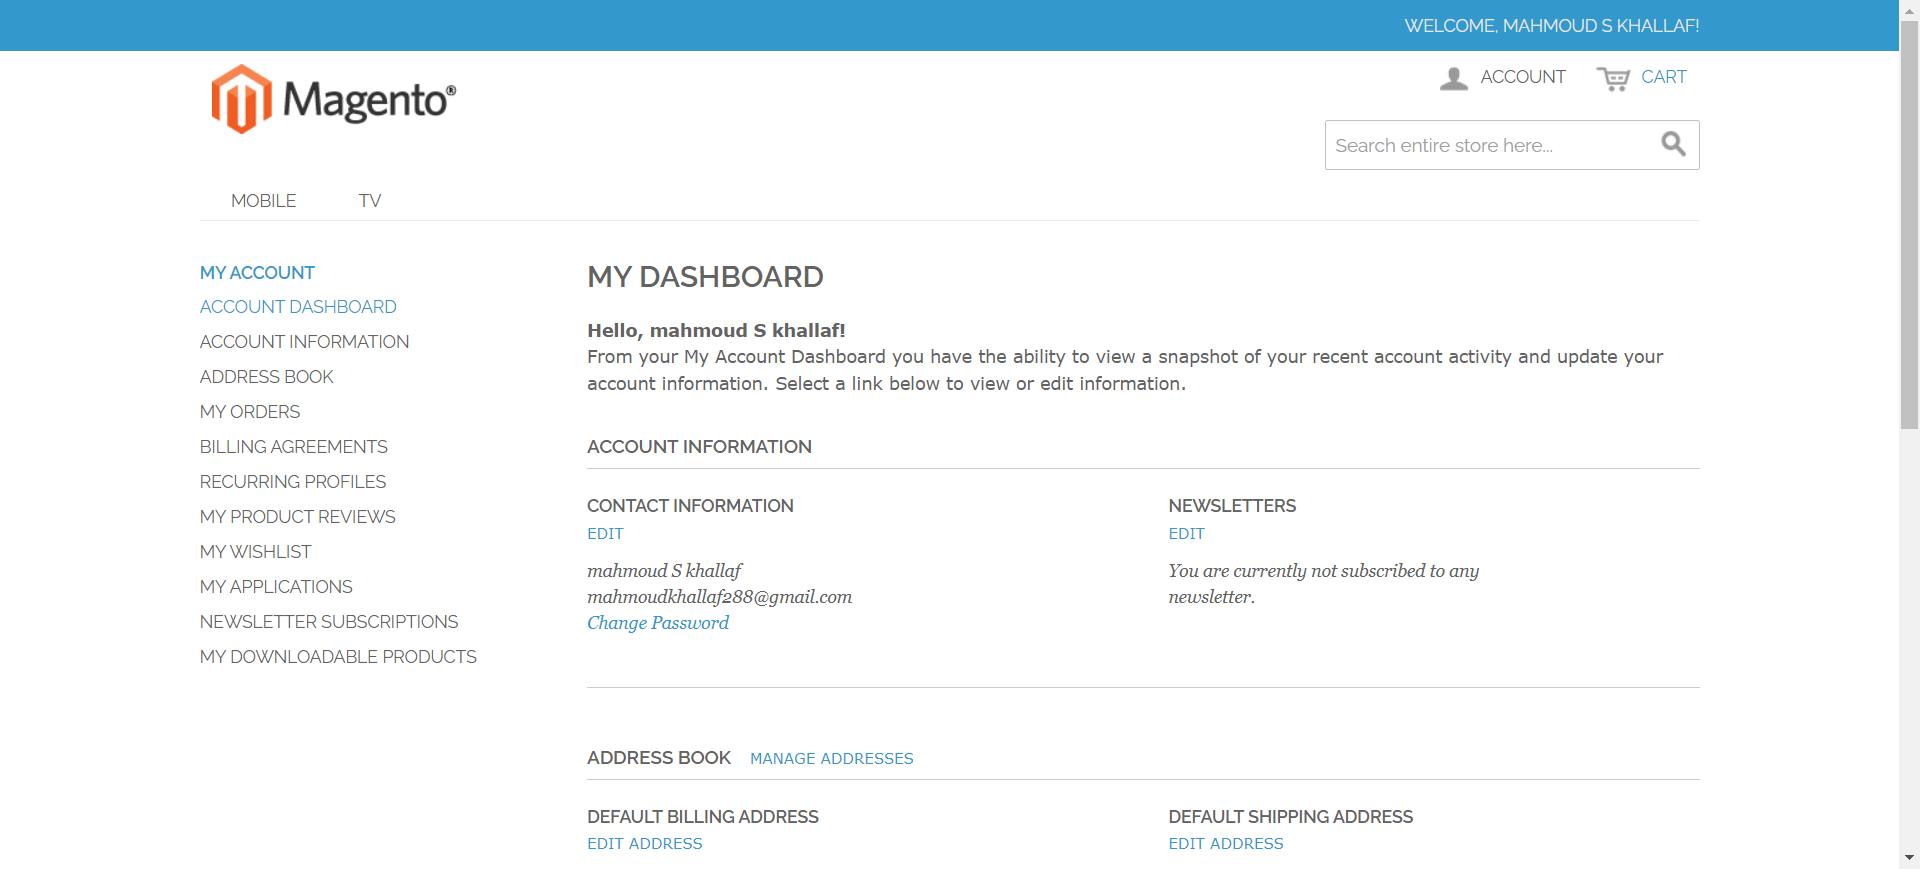 WELCOME, MAHMOUD S KHALLAF!
Magento®
ACCOUNT
CART
Search entire store here...
MOBILE
TV
MY ACCOUNT
ACCOUNT DASHBOARD
ACCOUNT INFORMATION
ADDRESS BOOK
MY ORDERS
BILLING AGREEMENTS
RECURRING PROFILES
MY PRODUCT REVIEWS
MY WISHLIST
MY APPLICATIONS
NEWSLETTER SUBSCRIPTIONS
MY DOWNLOADABLE PRODUCTS
MY DASHBOARD
Hello, mahmoud S khallaf!
From your My Account Dashboard you have the ability to view a snapshot of your recent account activity and update your
account information. Select a link below to view or edit information.
ACCOUNT INFORMATION
CONTACT INFORMATION
EDIT
mahmoud S khallaf
mahmoudkhallaf288@gmail.com
Change Password
NEWSLETTERS
EDIT
You are currently not subscribed to any
newsletter.
ADDRESS BOOK MANAGE ADDRESSES
DEFAULT BILLING ADDRESS
EDIT ADDRESS
DEFAULT SHIPPING ADDRESS
EDIT ADDRESS